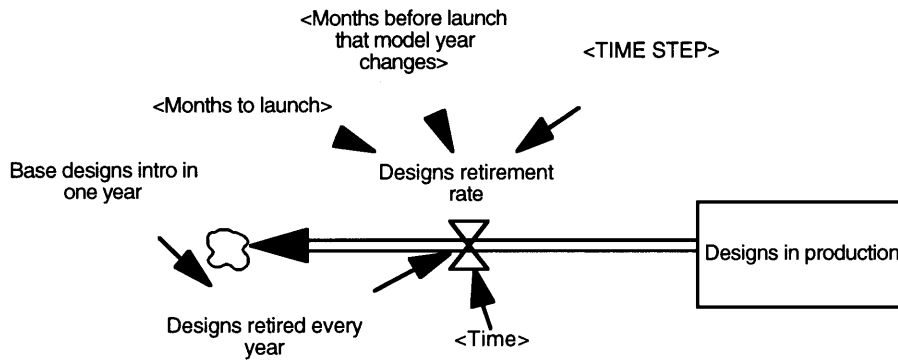 <Months before launch
that model year
changes>
<TIME STEP>
<Months to launch>
Base designs intro in
one year
Designs retirement
rate
Designs in production
Designs retired every
year
<Time>